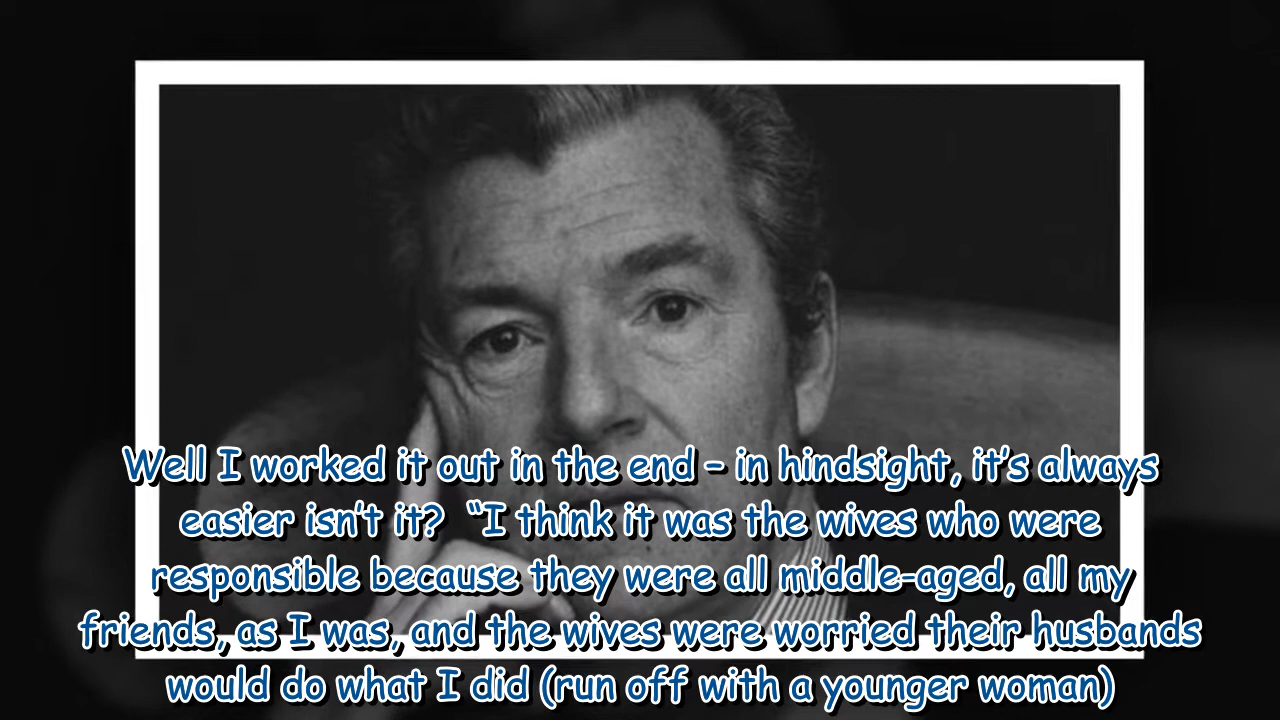 Well I worked it out in the end – in hindsight, it’s always
easier isn’t it?  “I think it was the wives who were
responsible because they were all middle-aged, all my
friends, as I was, and the wives were worried their husbands
would do what I did (run off with a younger woman)